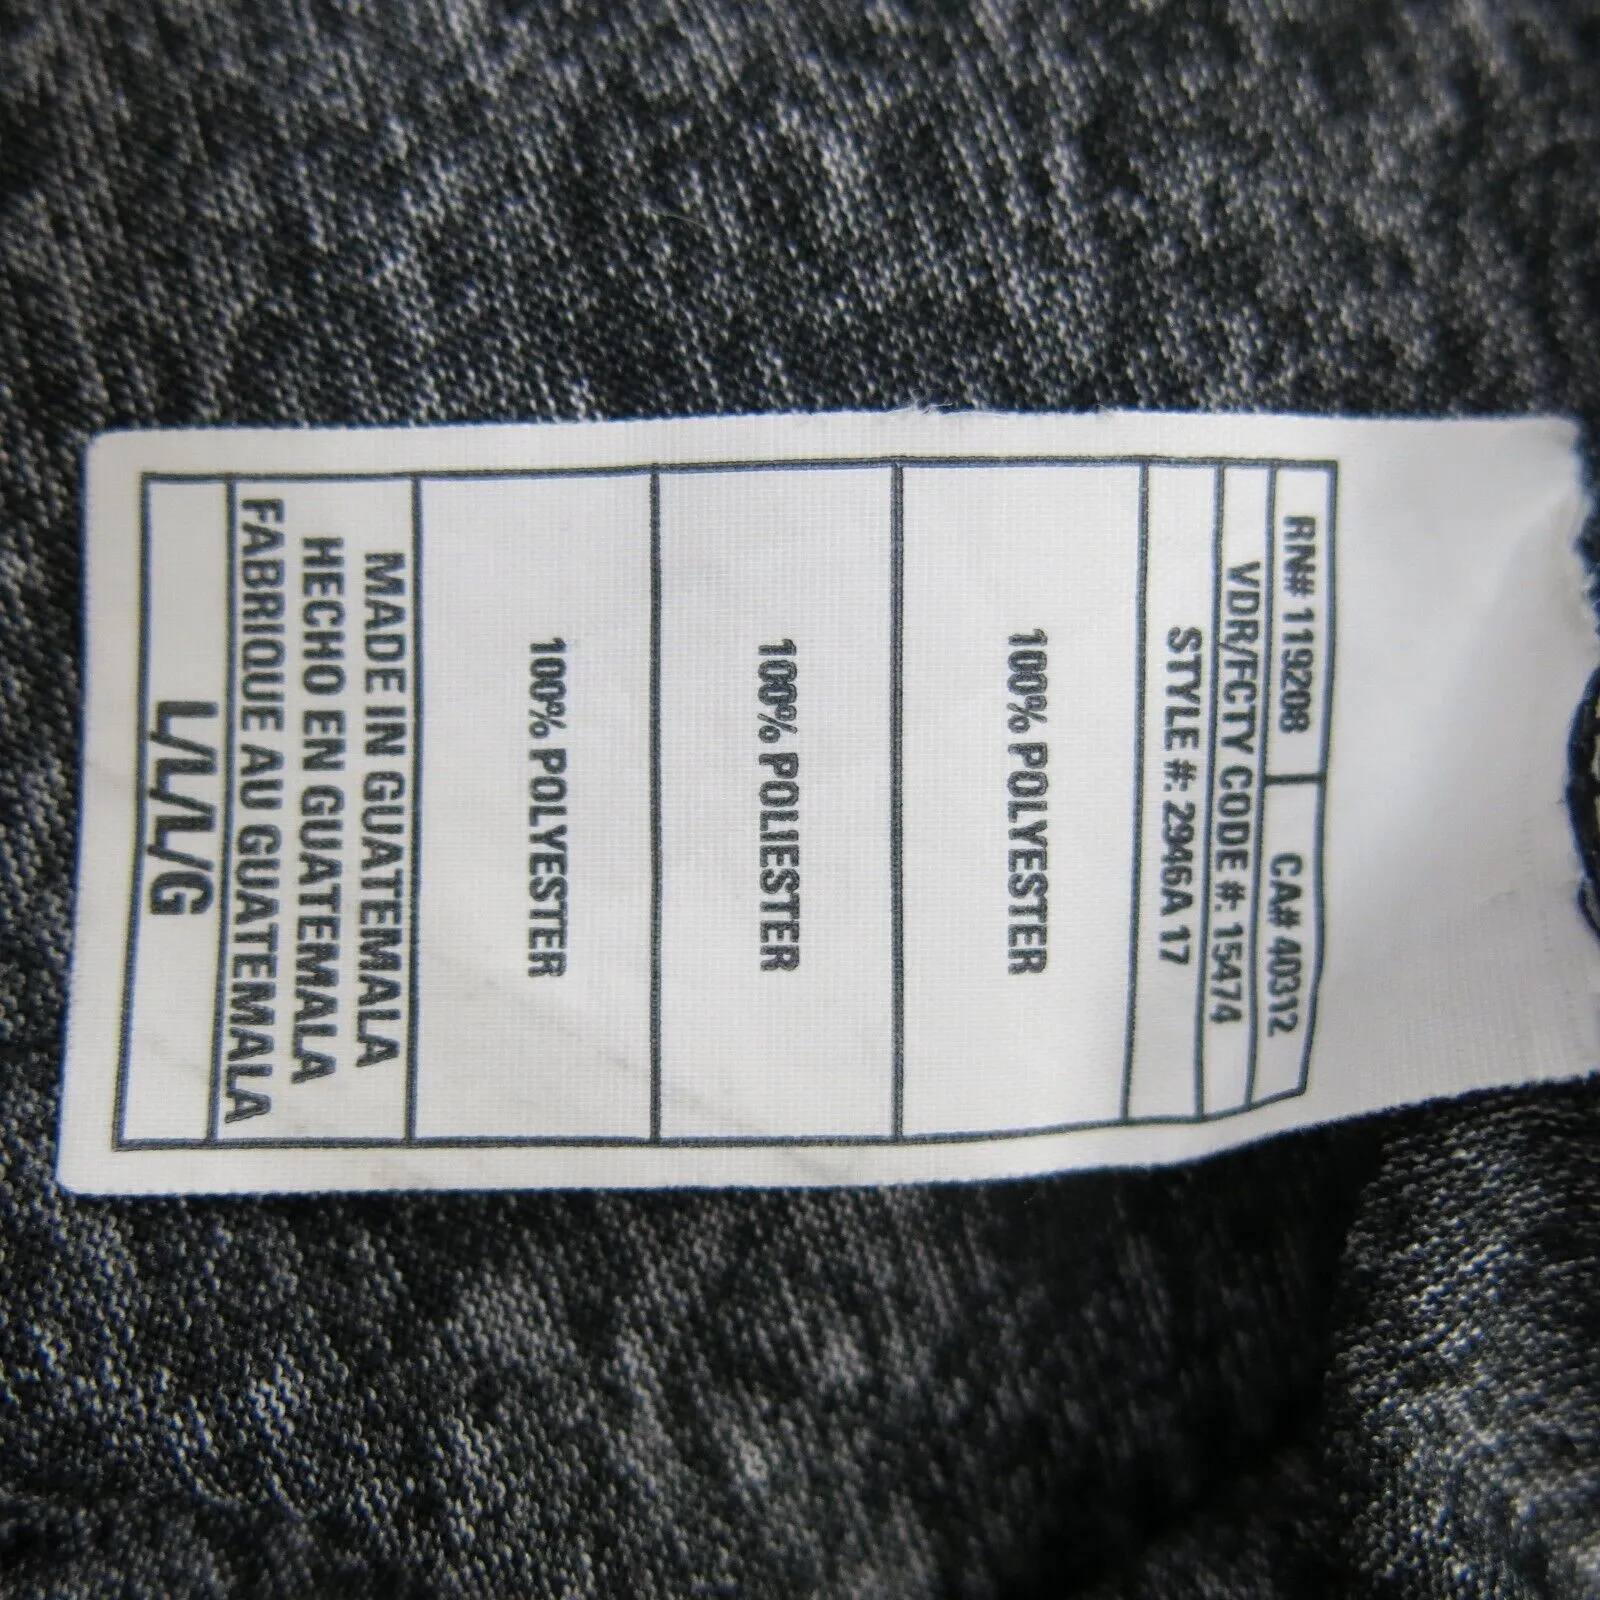 RN# 119208 CA# 40312
VDR/FCTY CODE #: 15474
STYLE #: 2946A 17
100% POLYESTER
100% POLIESTER
100% POLYESTER
MADE IN GUATEMALA
HECHO EN GUATEMALA
FABRIQUE AU GUATEMALA
L/L/L/G